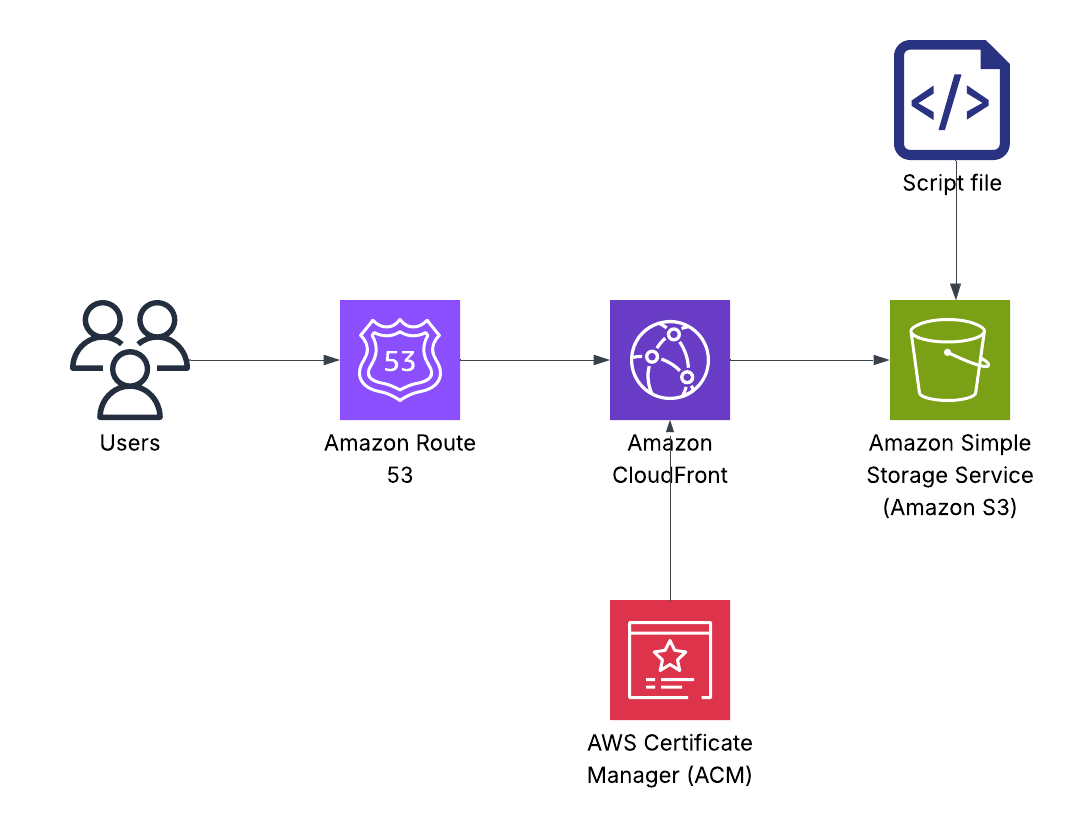 </>
Script file
53
Users
Amazon Route
53
Amazon
CloudFront
Amazon Simple
Storage Service
(Amazon S3)
AWS Certificate
Manager (ACM)